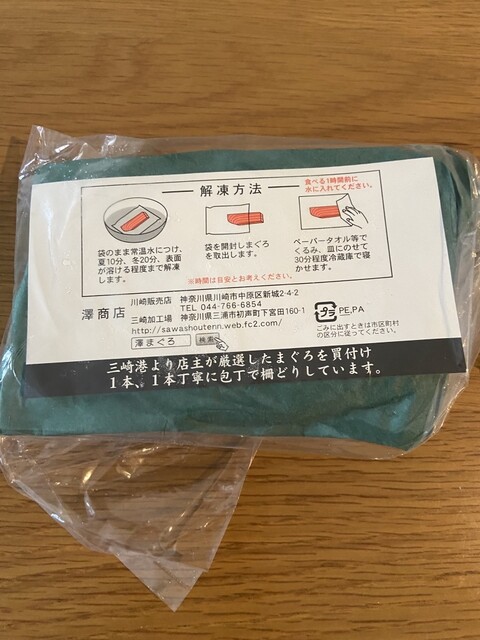 解凍方法
食べる1時間前に
水に入れてください。
袋のまま常温水につけ、
夏10分、冬20分、表面
が溶ける程度まで解凍
します。
袋を開封しまぐろ
を取出します。
ペーパータオル等で
くるみ、皿にのせて
30分程度冷蔵庫で寝
かせます。
※時間は目安とお考えください。
澤商店
川崎販売店 神奈川県川崎市中原区新城2-4-2
TEL 044-766-6854
三崎加工場 神奈川県三浦市初声町下宮田160-1
http://sawashoutenn.web.fc2.com/
澤まぐろ 検索
プラ PE,PA
ごみに出すときは市区町村
の区分に従ってください。
三崎港より店主が厳選したまぐろを買付け
1本、1本丁寧に包丁で柵どりしています。